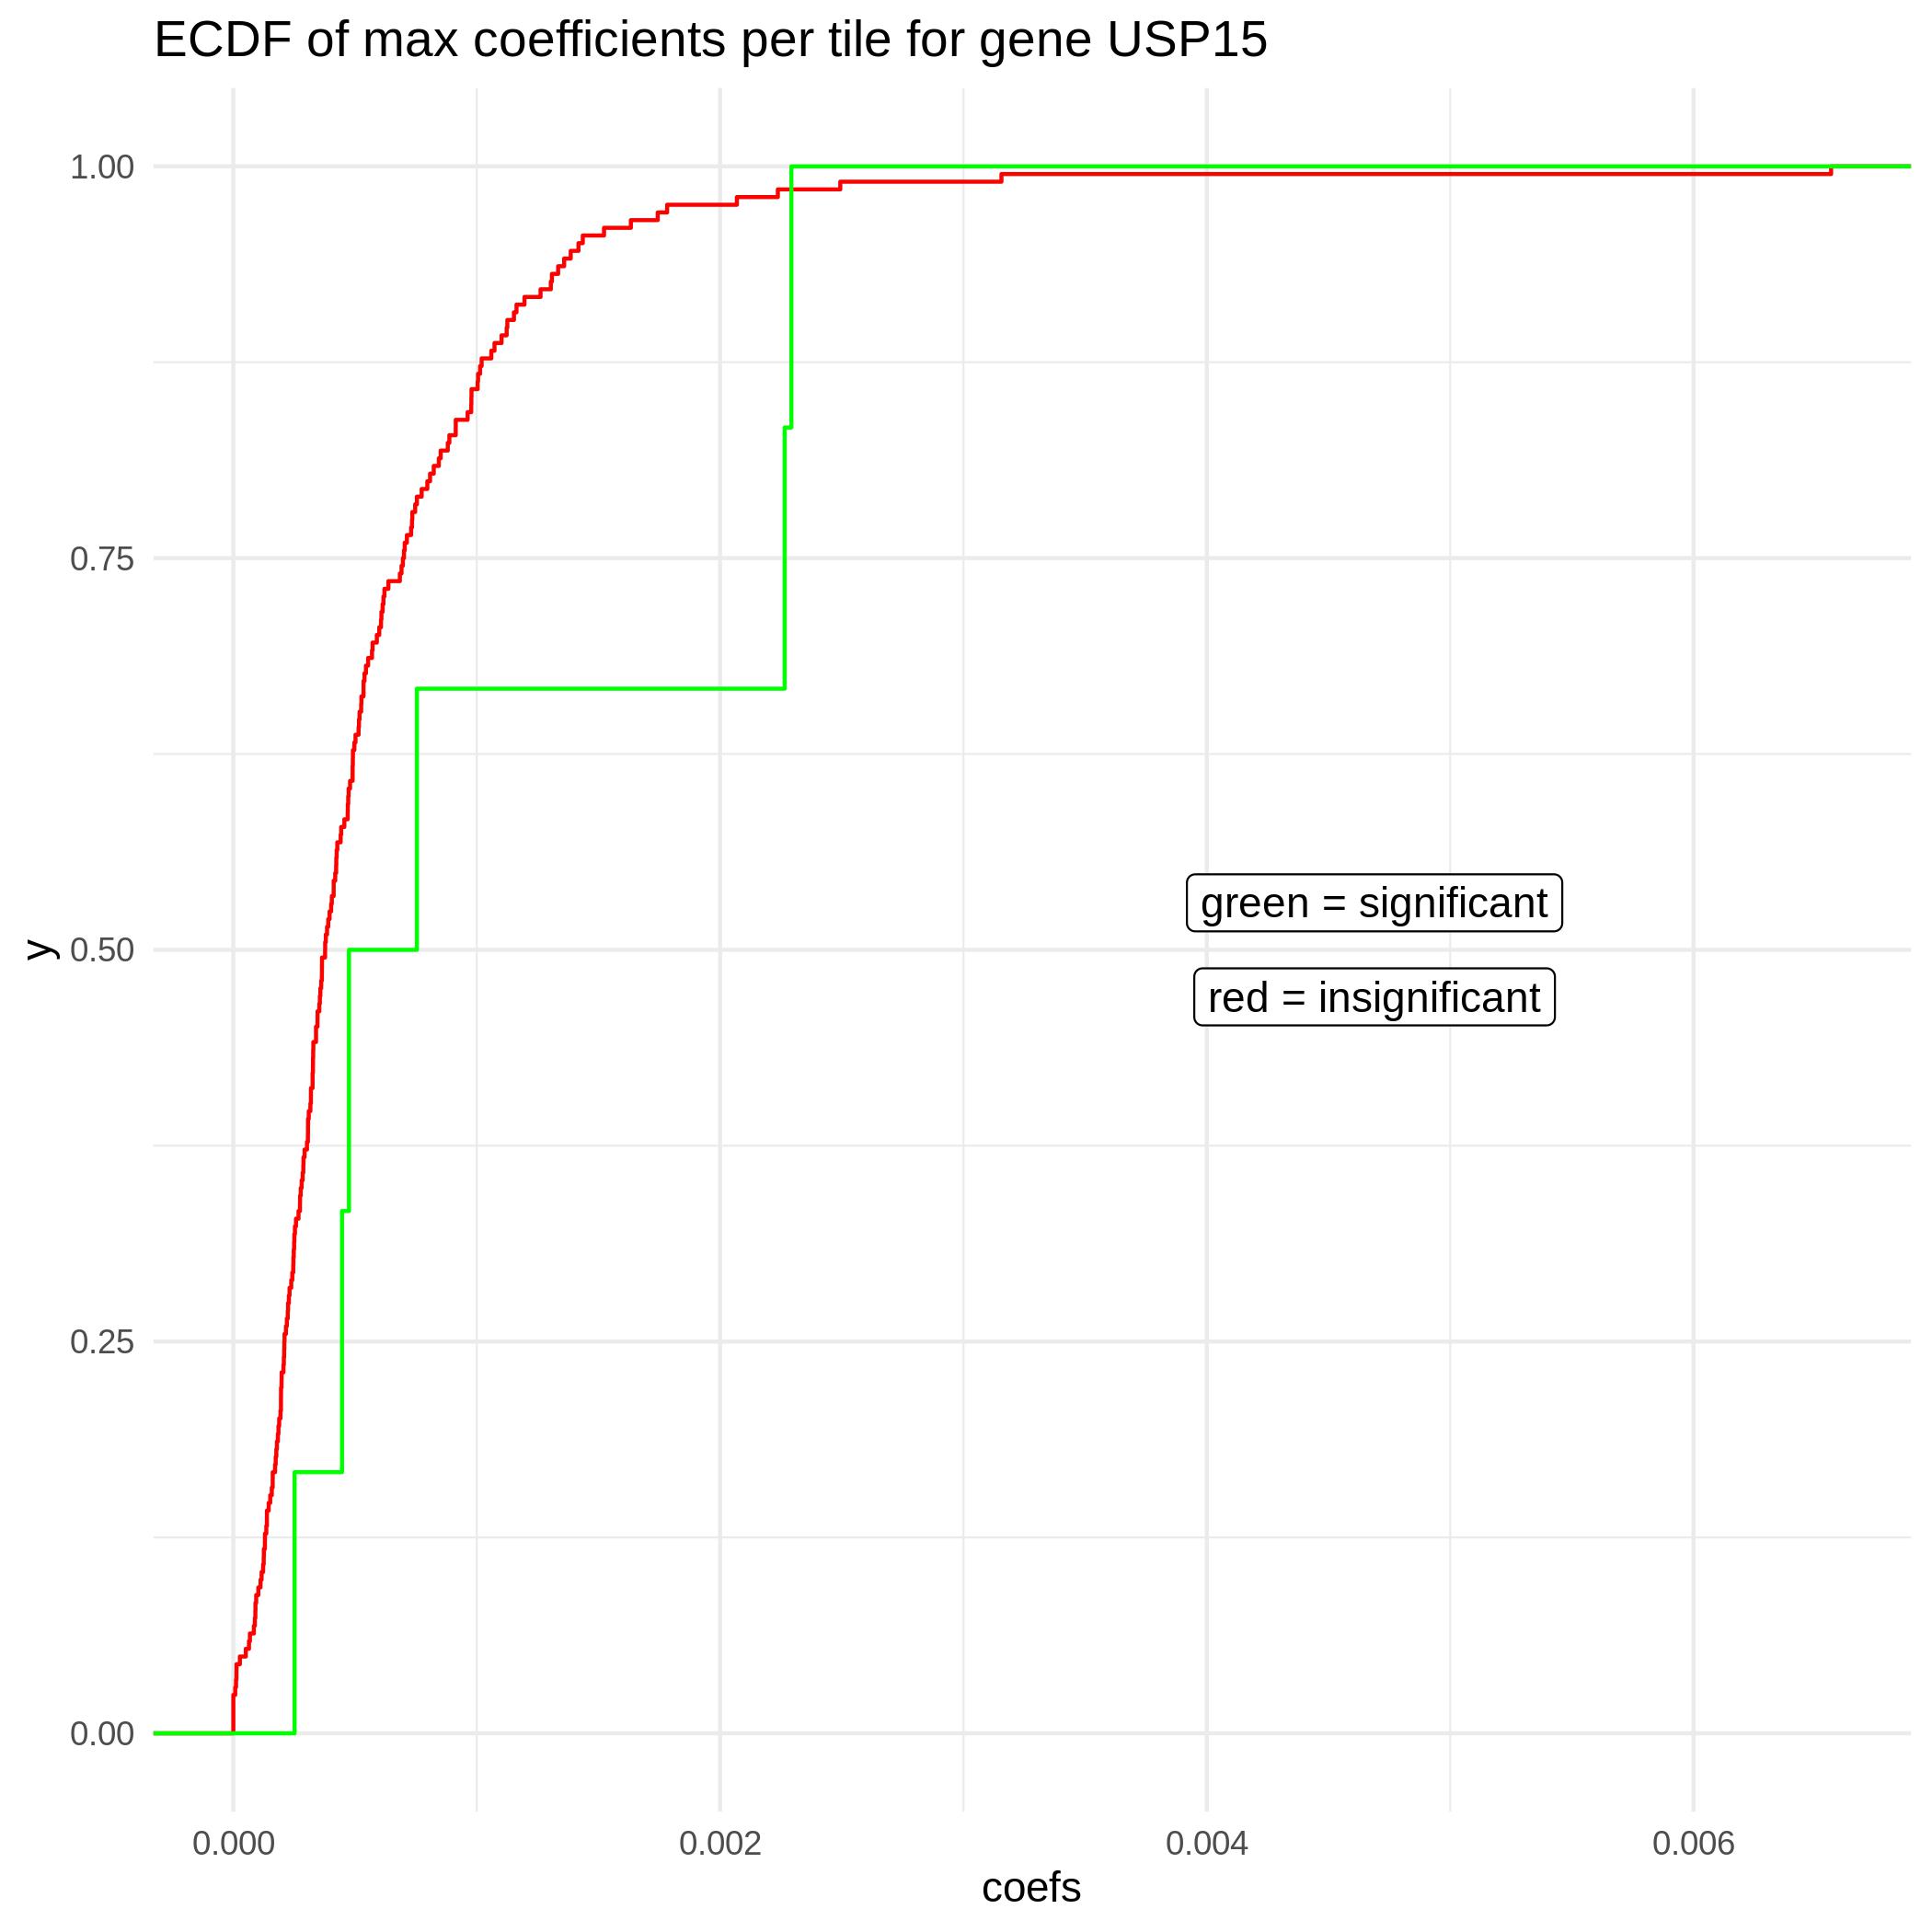 ECDF of max coefficients per tile for gene USP15
1.00
0.75
0.50
0.25
0.00
y
green = significant
red = insignificant
0.000
0.002
0.004
0.006
coefs